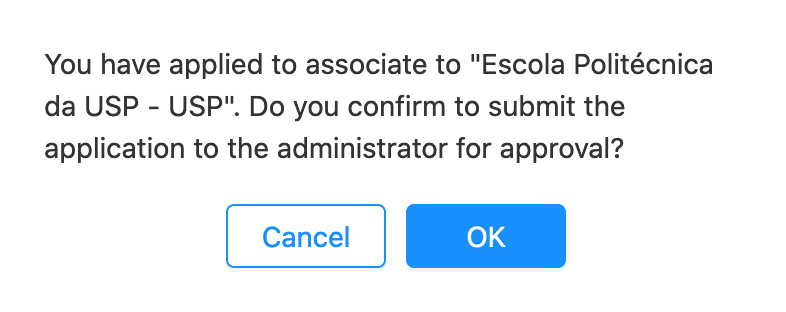 You have applied to associate to "Escola Politécnica
da USP - USP". Do you confirm to submit the
application to the administrator for approval?
Cancel
OK